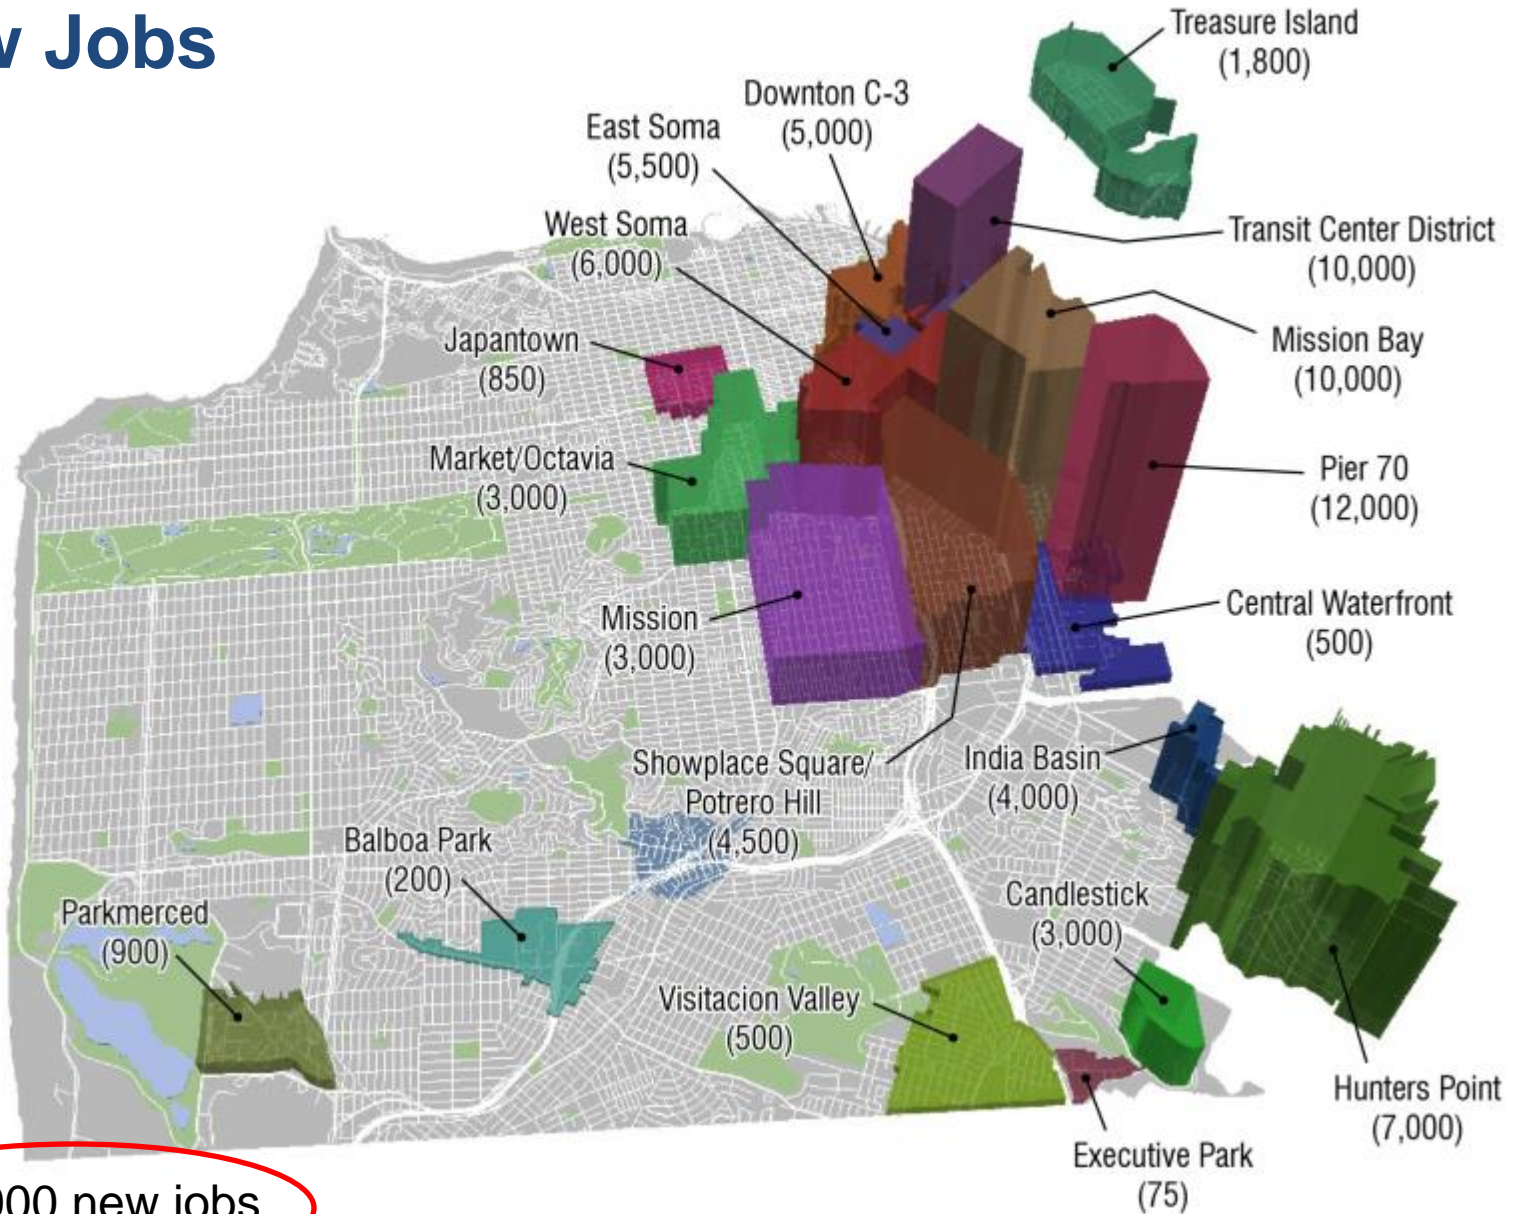 w Jobs
Treasure Island
(1,800)
Downton C-3
(5,000)
East Soma
(5,500)
West Soma
(6,000)
Transit Center District
(10,000)
Japantown
(850)
Mission Bay
(10,000)
Market/Octavia
(3,000)
Pier 70
(12,000)
Mission
(3,000)
Central Waterfront
(500)
Showplace Square/
Potrero Hill
(4,500)
India Basin
(4,000)
Balboa Park
(200)
Candlestick
(3,000)
Parkmerced
(900)
Visitacion Valley
(500)
Hunters Point
(7,000)
Executive Park
(75)
000 new jobs